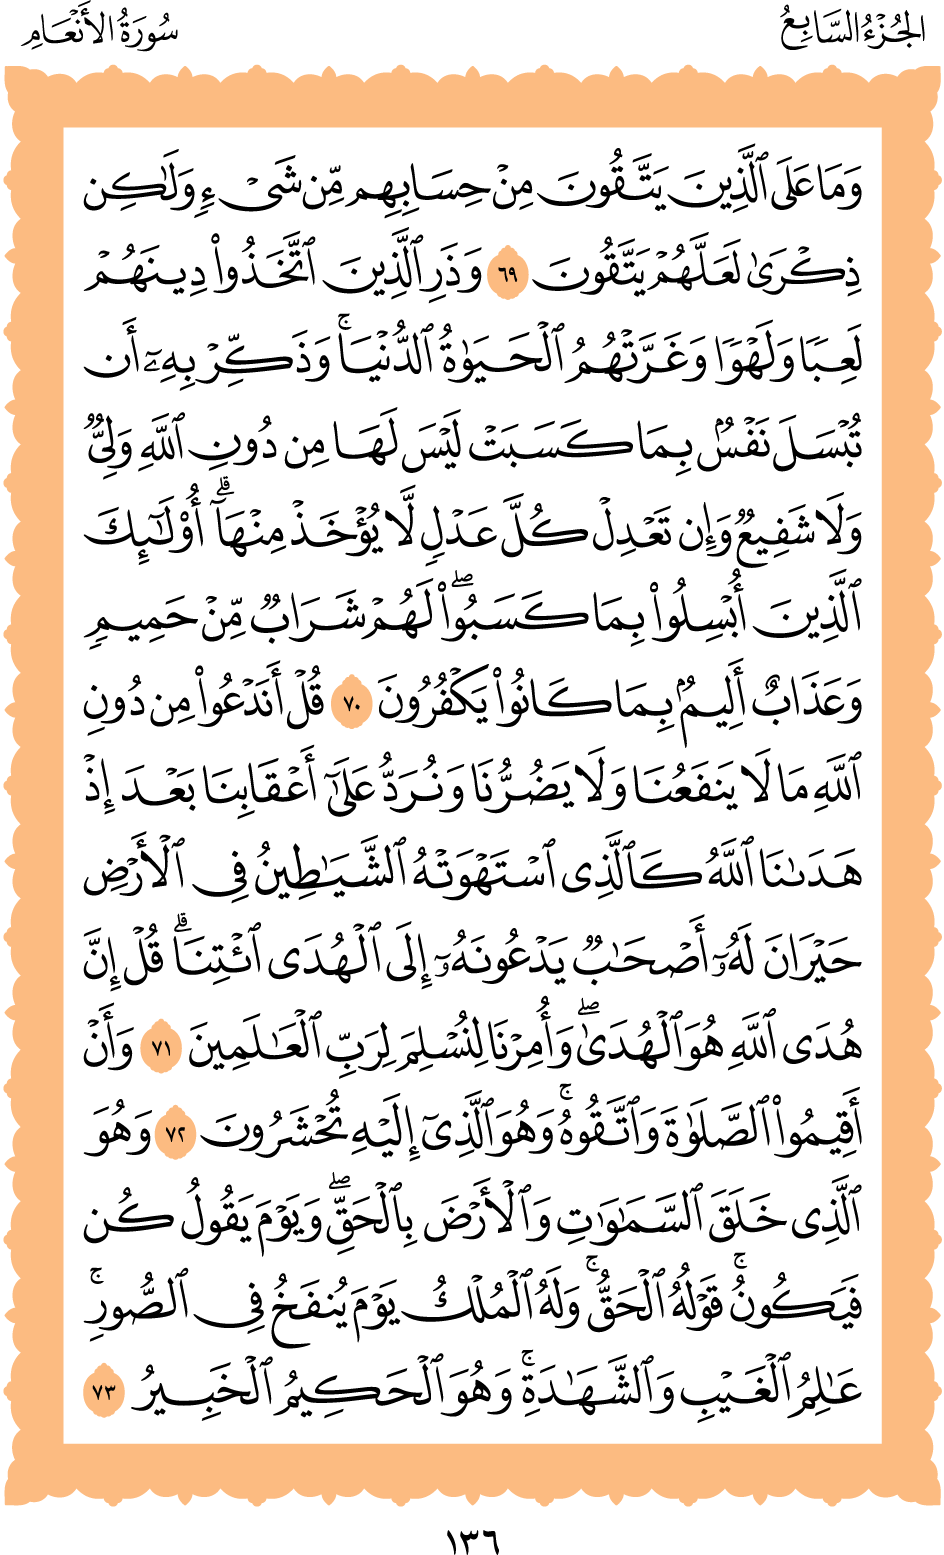 الجُزْءُ السَّابِعُ
سُورَةُ الأَنْعَامِ
وَمَا عَلَى ٱلَّذِينَ يَتَّقُونَ مِنْ حِسَابِهِم مِّن شَىْءٍ وَلَٰكِن
ذِكْرَىٰ لَعَلَّهُمْ يَتَّقُونَ ٦٩ وَذَرِ ٱلَّذِينَ ٱتَّخَذُوا۟ دِينَهُمْ
لَعِبًا وَلَهْوًا وَغَرَّتْهُمُ ٱلْحَيَوٰةُ ٱلدُّنْيَا ۚ وَذَكِّرْ بِهِۦٓ أَن
تُبْسَلَ نَفْسٌۢ بِمَا كَسَبَتْ لَيْسَ لَهَا مِن دُونِ ٱللَّهِ وَلِىٌّ
وَلَا شَفِيعٌ وَإِن تَعْدِلْ كُلَّ عَدْلٍ لَّا يُؤْخَذْ مِنْهَآ ۗ أُو۟لَٰٓئِكَ
ٱلَّذِينَ أُبْسِلُوا۟ بِمَا كَسَبُوا۟ ۖ لَهُمْ شَرَابٌ مِّنْ حَمِيمٍ
وَعَذَابٌ أَلِيمٌۢ بِمَا كَانُوا۟ يَكْفُرُونَ ٧٠ قُلْ أَنَدْعُوا۟ مِن دُونِ
ٱللَّهِ مَا لَا يَنفَعُنَا وَلَا يَضُرُّنَا وَنُرَدُّ عَلَىٰٓ أَعْقَابِنَا بَعْدَ إِذْ
هَدَىٰنَا ٱللَّهُ كَٱلَّذِى ٱسْتَهْوَتْهُ ٱلشَّيَٰطِينُ فِى ٱلْأَرْضِ
حَيْرَانَ لَهُۥٓ أَصْحَٰبٌ يَدْعُونَهُۥٓ إِلَى ٱلْهُدَى ٱئْتِنَا ۗ قُلْ إِنَّ
هُدَى ٱللَّهِ هُوَ ٱلْهُدَىٰ ۖ وَأُمِرْنَا لِنُسْلِمَ لِرَبِّ ٱلْعَٰلَمِينَ ٧١ وَأَنْ
أَقِيمُوا۟ ٱلصَّلَوٰةَ وَٱتَّقُوهُ ۚ وَهُوَ ٱلَّذِىٓ إِلَيْهِ تُحْشَرُونَ ٧٢ وَهُوَ
ٱلَّذِى خَلَقَ ٱلسَّمَٰوَٰتِ وَٱلْأَرْضَ بِٱلْحَقِّ ۖ وَيَوْمَ يَقُولُ كُن
فَيَكُونُ ۚ قَوْلُهُ ٱلْحَقُّ ۚ وَلَهُ ٱلْمُلْكُ يَوْمَ يُنفَخُ فِى ٱلصُّورِ ۚ
عَٰلِمُ ٱلْغَيْبِ وَٱلشَّهَٰدَةِ ۚ وَهُوَ ٱلْحَكِيمُ ٱلْخَبِيرُ ٧٣
١٣٦